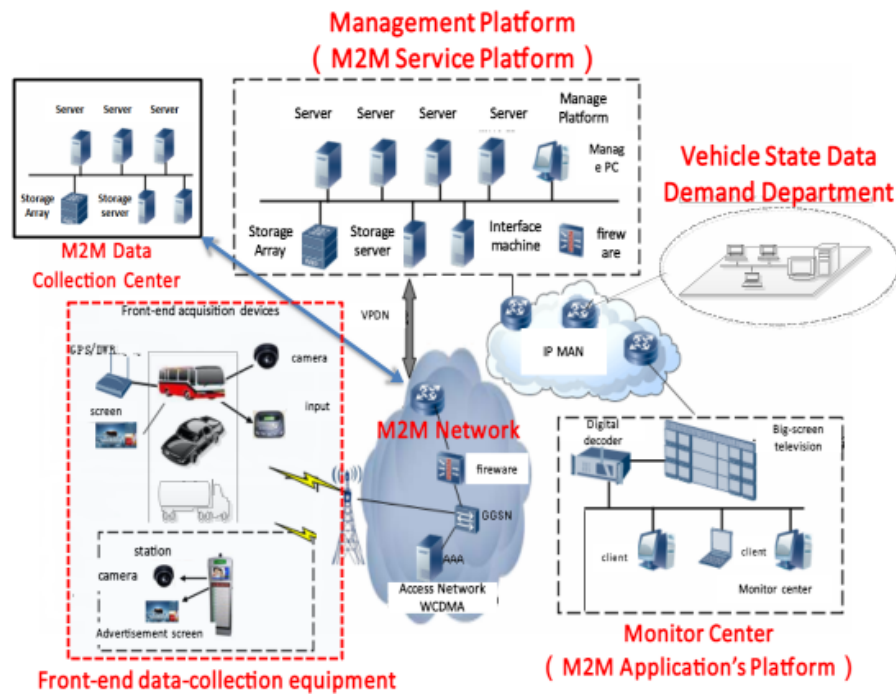 Management Platform
( M2M Service Platform )
Server Server Server
Storage
Array
Storage
server
M2M Data
Collection Center
Server Server Server Server
Manage
Platform
Manag
e PC
Storage
Array
Storage
server
Interface
machine
firew
are
Vehicle State Data
Demand Department
VPDN
IP MAN
Front-end acquisition devices
GPS/DWR
camera
screen
input
station
camera
Advertisement screen
Front-end data-collection equipment
M2M Network
fireware
GGSN
AAA
Access Network
WCDMA
Digital
decoder
Big-screen
television
client
client
Monitor center
Monitor Center
( M2M Application's Platform )